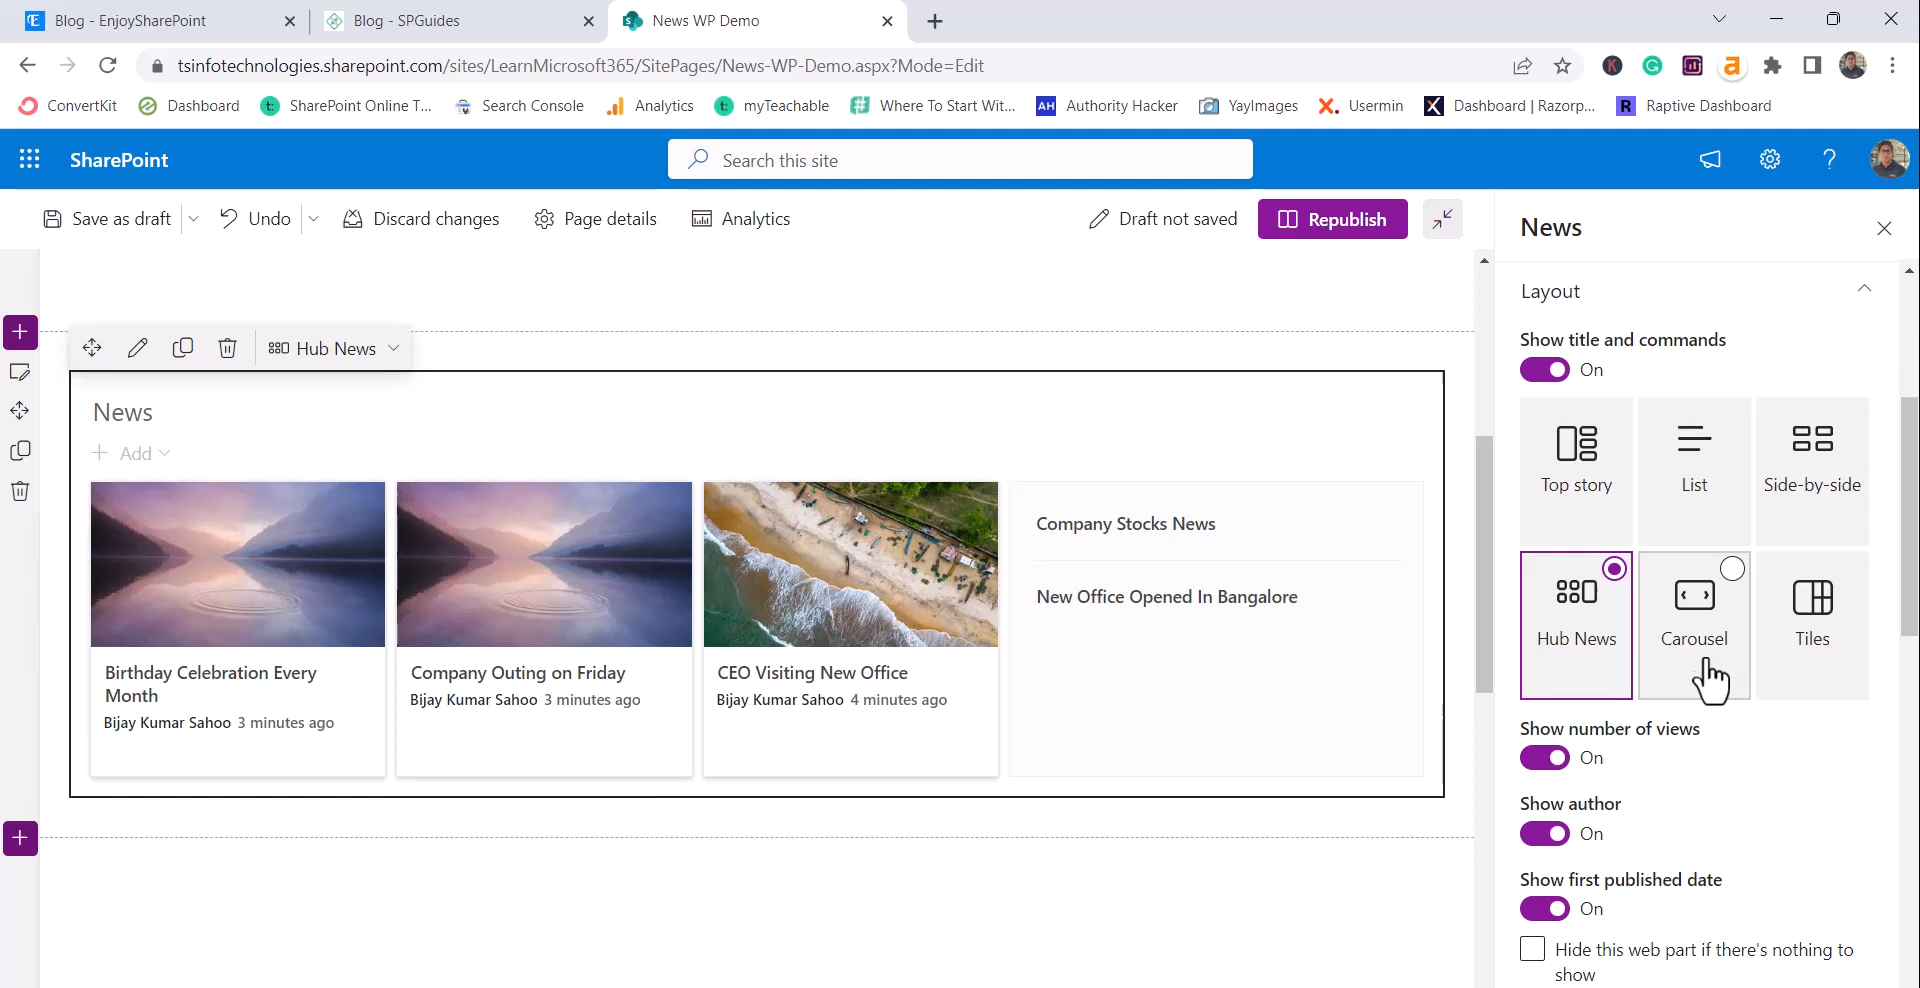 Blog - EnjoySharePoint
Blog - SPGuides
News WP Demo
tsinfotechnologies.sharepoint.com/sites/LearnMicrosoft365/SitePages/News-WP-Demo.aspx?Mode=Edit
ConvertKit
Dashboard
SharePoint Online T...
Search Console
Analytics
myTeachable
Where To Start Wit...
AH
Authority Hacker
YayImages
Usermin
Dashboard | Razorp...
R
Raptive Dashboard
SharePoint
Search this site
Save as draft
Undo
Discard changes
Page details
Analytics
Draft not saved
Republish
Hub News
News
+ Add
Birthday Celebration Every
Month
Bijay Kumar Sahoo 3 minutes ago
Company Outing on Friday
Bijay Kumar Sahoo 3 minutes ago
CEO Visiting New Office
Bijay Kumar Sahoo 4 minutes ago
Company Stocks News
New Office Opened In Bangalore
News
Layout
Show title and commands
On
Top story
List
Side-by-side
Hub News
Carousel
Tiles
Show number of views
On
Show author
On
Show first published date
On
Hide this web part if there's nothing to
show